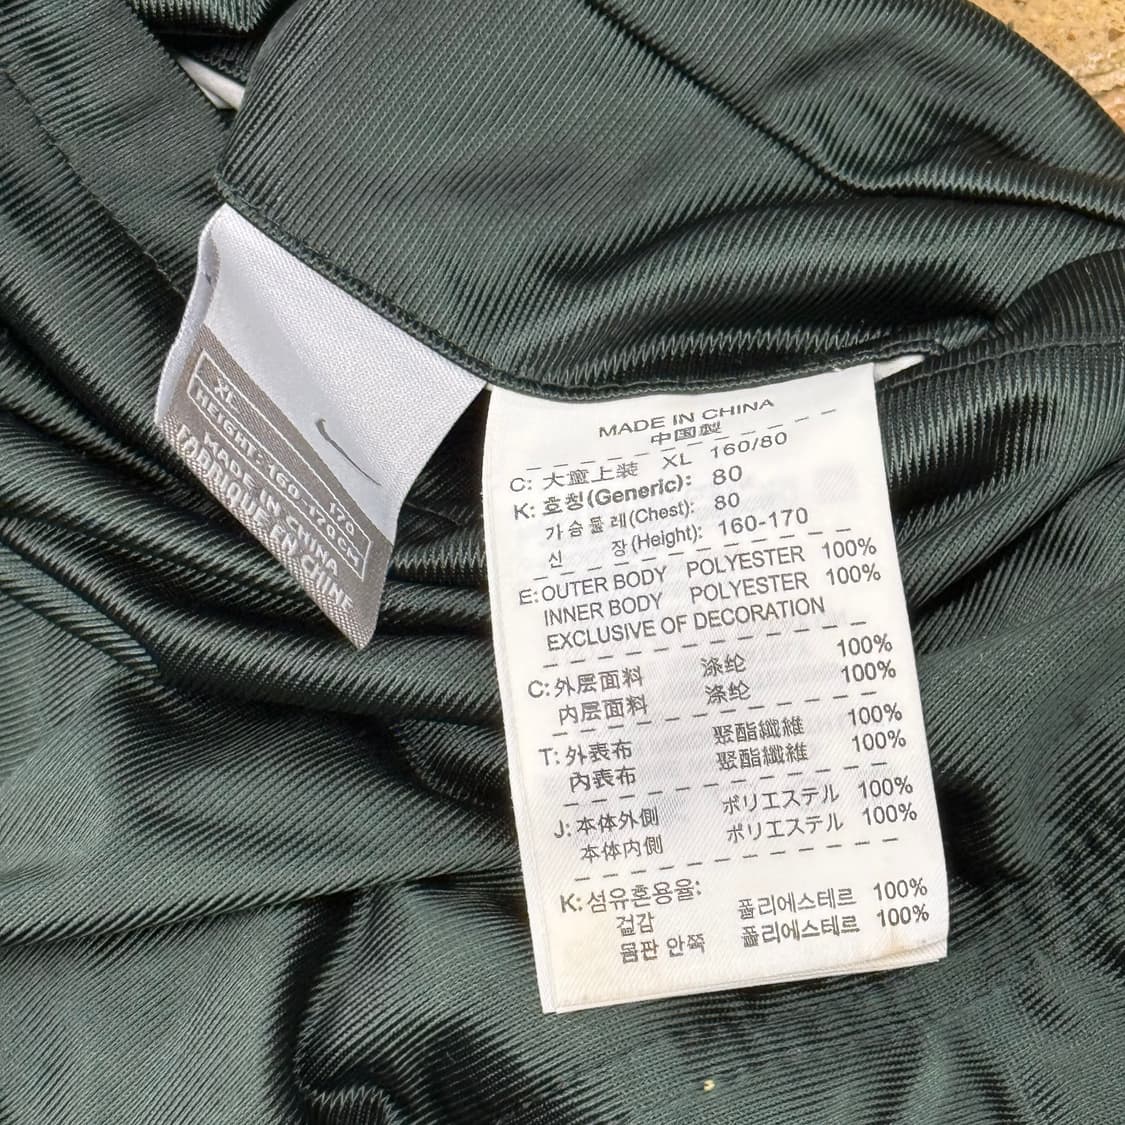 XL
170
HEIGHT: 160-170CM
MADE IN CHINA
FABRIQUÉ EN CHINE
MADE IN CHINA
中国製
C: 大童上装 XL 160/80
K: 호칭(Generic): 80
가슴둘레(Chest): 80
신 장(Height): 160-170
E: OUTER BODY POLYESTER 100%
INNER BODY POLYESTER 100%
EXCLUSIVE OF DECORATION
C: 外层面料 涤纶 100%
内层面料 涤纶 100%
T: 外表布 聚酯纖維 100%
內表布 聚酯纖維 100%
J: 本体外側 ポリエステル 100%
本体内側 ポリエステル 100%
K: 섬유혼용율:
겉감 폴리에스테르 100%
몸판 안쪽 폴리에스테르 100%